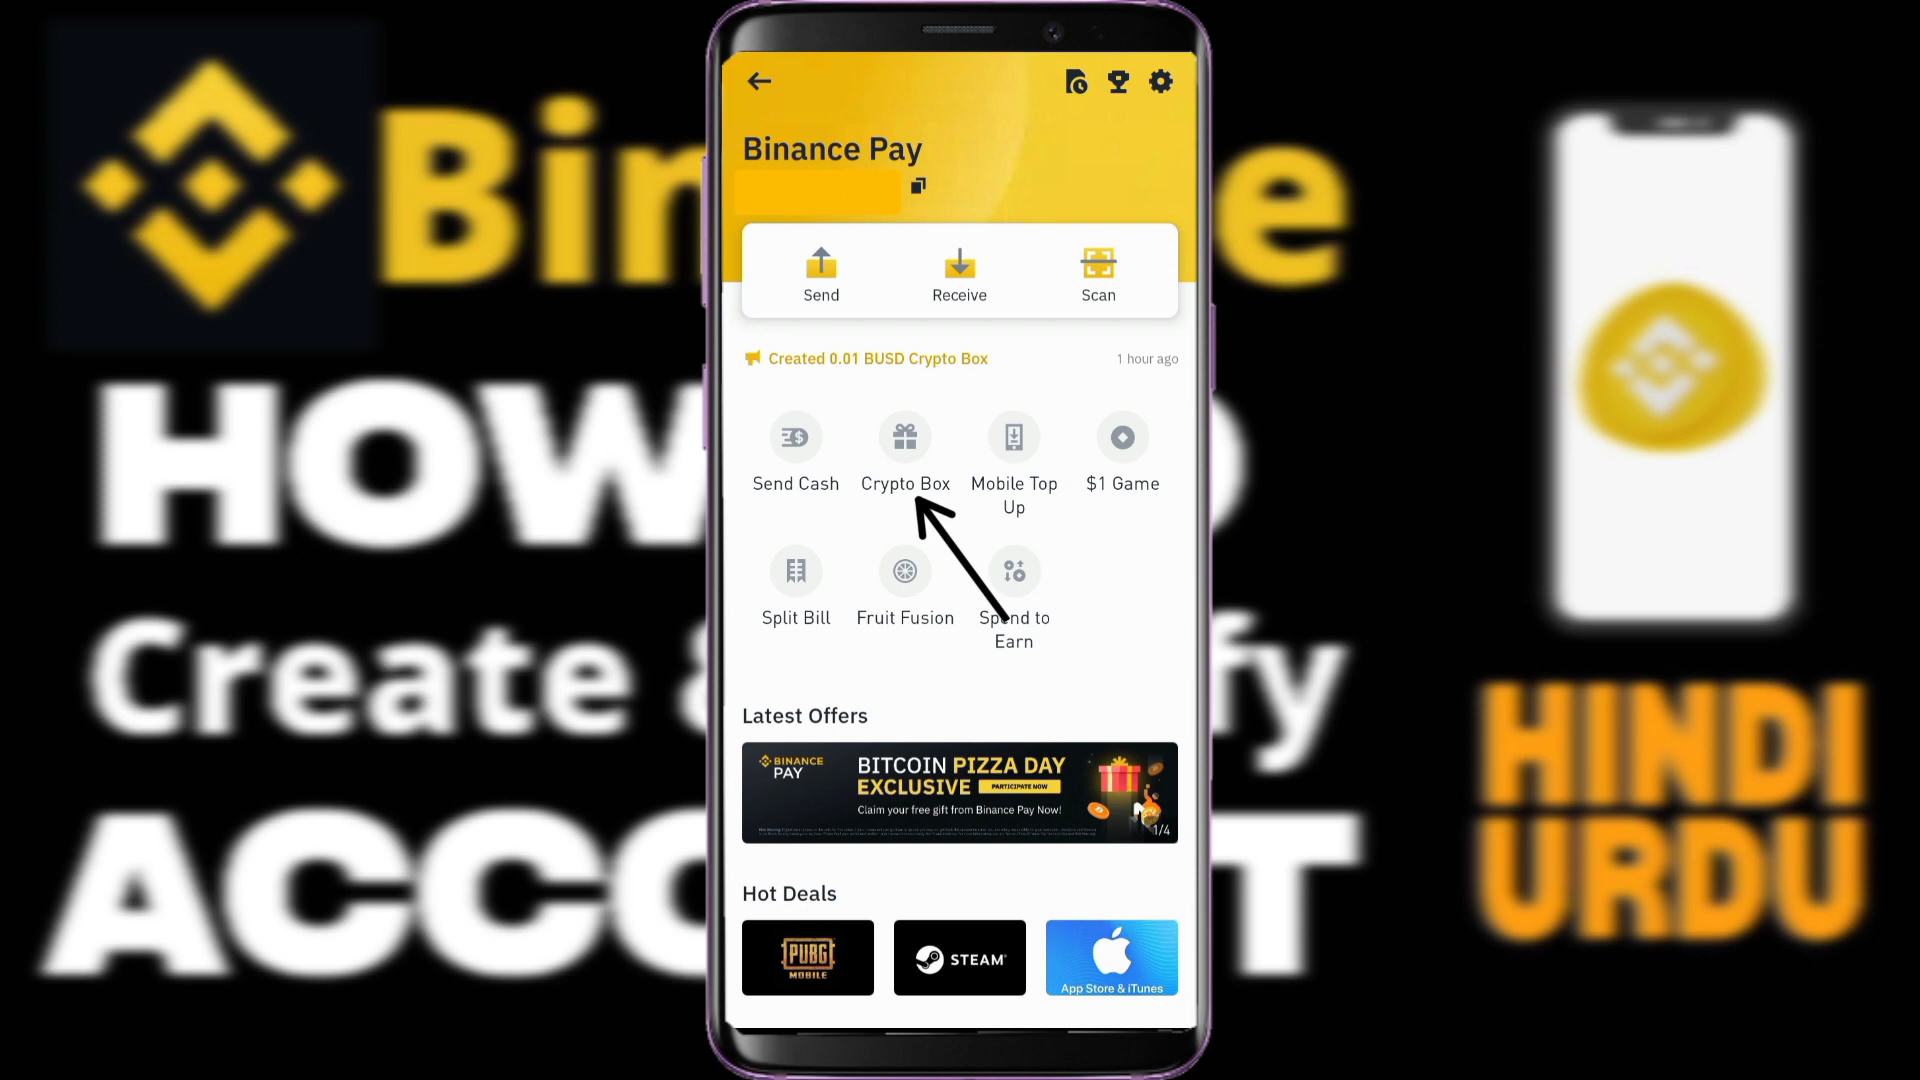 Binance Pay
Send
Receive
Scan
Created 0.01 BUSD Crypto Box
1 hour ago
Send Cash
Crypto Box
Mobile Top Up
$1 Game
Split Bill
Fruit Fusion
Spend to Earn
Latest Offers
BINANCE
PAY
BITCOIN PIZZA DAY
EXCLUSIVE
PARTICIPATE NOW
Claim your free gift from Binance Pay Now!
1/4
Hot Deals
PUBG
MOBILE
STEAM
App Store & iTunes
Create
HINDI
URDU